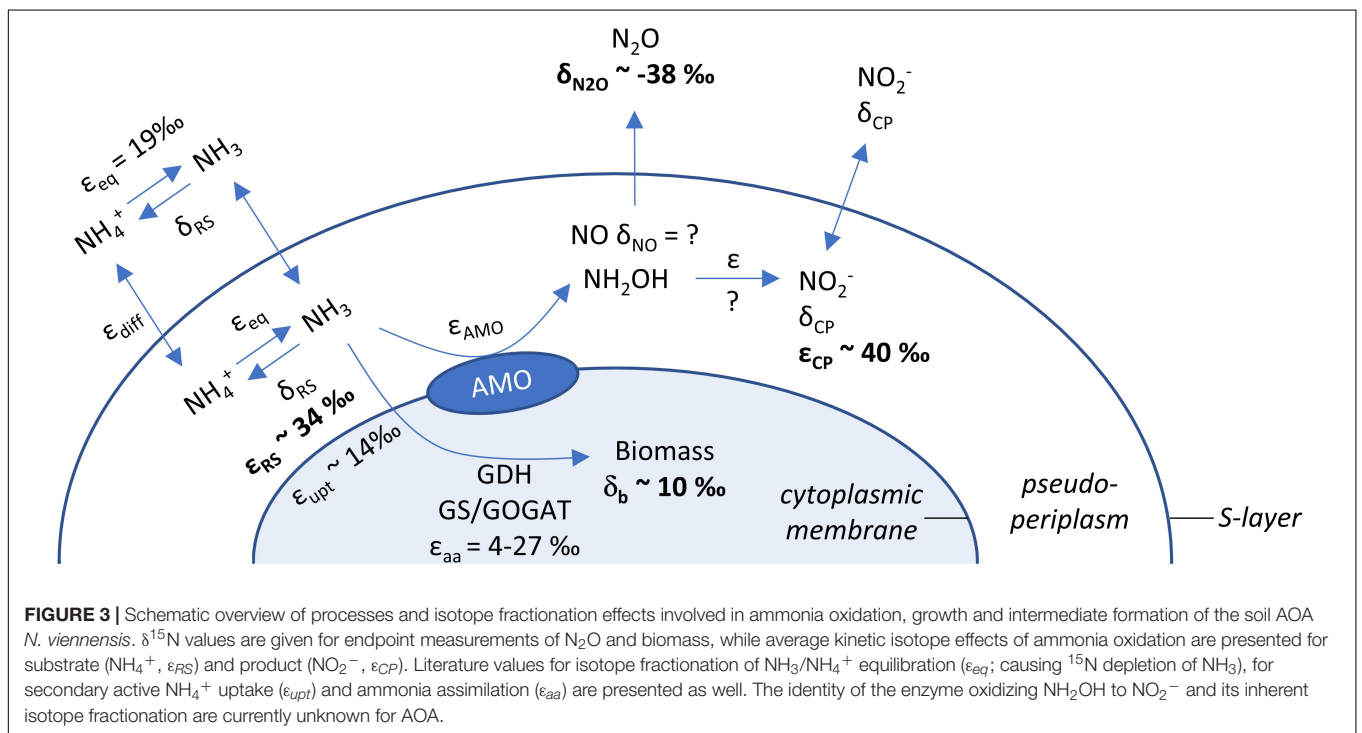 N₂O
δN2O ~ -38 ‰
NO₂⁻
δCP
εeq = 19‰
NH₃
NH₄⁺
δRS
εdiff
εeq
NH₃
NH₄⁺
δRS
εRS ~ 34 ‰
εupt ~ 14‰
εAMO
AMO
NO δNO = ?
NH₂OH
ε
?
NO₂⁻
δCP
εCP ~ 40 ‰
GDH
GS/GOGAT
εaa = 4-27 ‰
Biomass
δb ~ 10 ‰
cytoplasmic
membrane
pseudo-
periplasm
S-layer
FIGURE 3 | Schematic overview of processes and isotope fractionation effects involved in ammonia oxidation, growth and intermediate formation of the soil AOA
N. viennensis. δ¹⁵N values are given for endpoint measurements of N₂O and biomass, while average kinetic isotope effects of ammonia oxidation are presented for
substrate (NH₄⁺, εRS) and product (NO₂⁻, εCP). Literature values for isotope fractionation of NH₃/NH₄⁺ equilibration (εeq; causing ¹⁵N depletion of NH₃), for
secondary active NH₄⁺ uptake (εupt) and ammonia assimilation (εaa) are presented as well. The identity of the enzyme oxidizing NH₂OH to NO₂⁻ and its inherent
isotope fractionation are currently unknown for AOA.